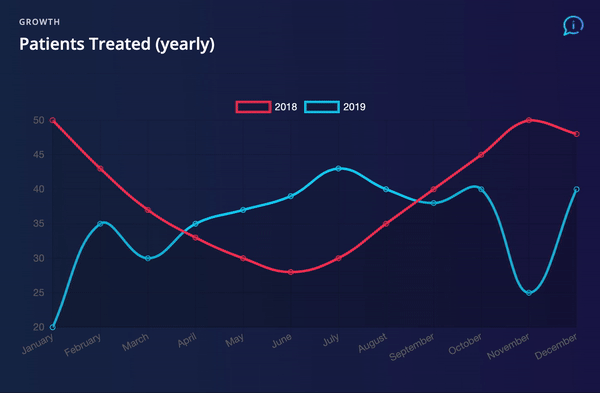 GROWTH
Patients Treated (yearly)
2018 2019
50
45
40
35
30
25
20
January February March April May June July August September October November December